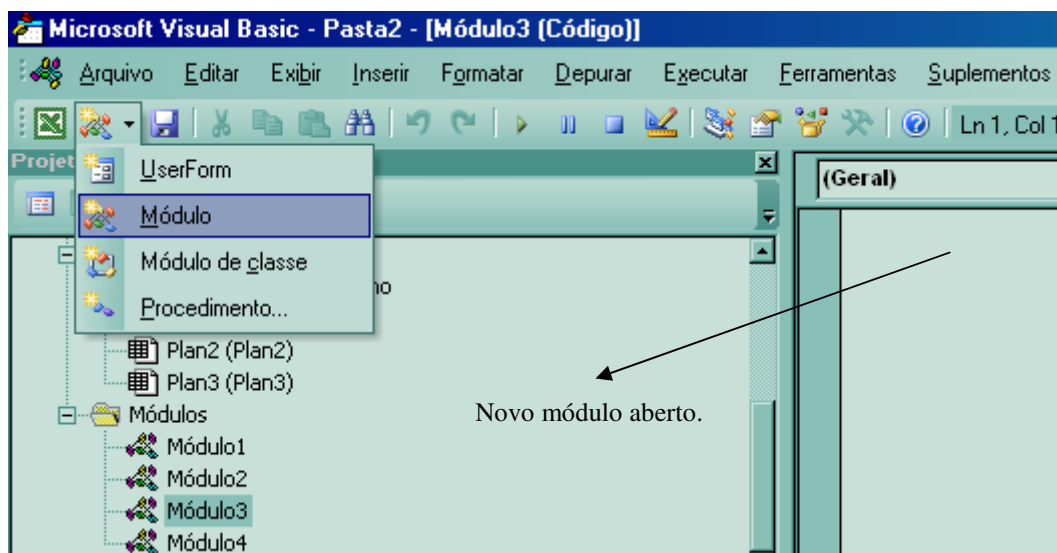 Microsoft Visual Basic - Pasta2 - [Módulo3 (Código)]
Arquivo Editar Exibir Inserir Formatar Depurar Executar Ferramentas Suplementos
Ln 1, Col 1
Projet
UserForm
(Geral)
Módulo
Módulo de classe
no
Procedimento...
Plan2 (Plan2)
Plan3 (Plan3)
Novo módulo aberto.
Módulos
Módulo1
Módulo2
Módulo3
Módulo4